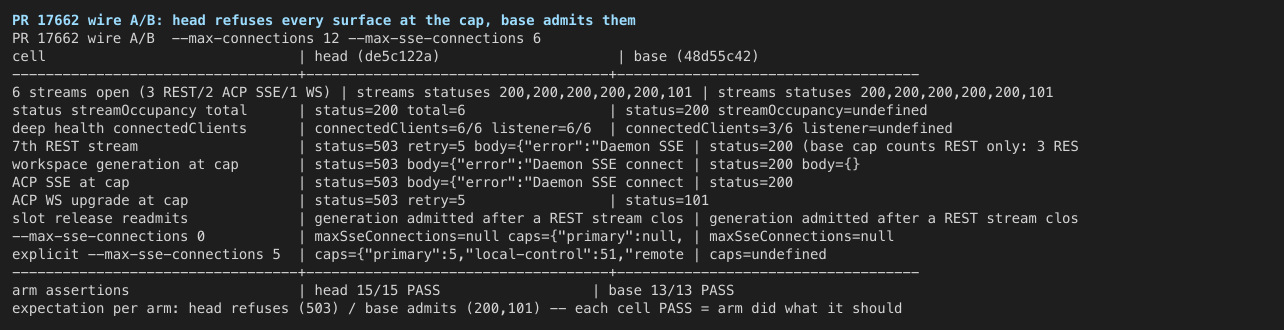 PR 17662 wire A/B: head refuses every surface at the cap, base admits them
PR 17662 wire A/B  --max-connections 12 --max-sse-connections 6
cell                               | head (de5c122a)                      | base (48d55c42)
-----------------------------------+--------------------------------------+-------------------------------------
6 streams open (3 REST/2 ACP SSE/1 WS) | streams statuses 200,200,200,200,200,101 | streams statuses 200,200,200,200,200,101
status streamOccupancy total       | status=200 total=6                  | status=200 streamOccupancy=undefined
deep health connectedClients       | connectedClients=6/6 listener=6/6  | connectedClients=3/6 listener=undefined
7th REST stream                    | status=503 retry=5 body={"error":"Daemon SSE | status=200 (base cap counts REST only: 3 RES
workspace generation at cap        | status=503 body={"error":"Daemon SSE connect | status=200 body={}
ACP SSE at cap                     | status=503 body={"error":"Daemon SSE connect | status=200
ACP WS upgrade at cap              | status=503 retry=5                  | status=101
slot release readmits              | generation admitted after a REST stream clos | generation admitted after a REST stream clos
--max-sse-connections 0            | maxSseConnections=null caps={"primary":null, | maxSseConnections=null
explicit --max-sse-connections 5  | caps={"primary":5,"local-control":51,"remote | caps=undefined
-----------------------------------+--------------------------------------+-------------------------------------
arm assertions                     | head 15/15 PASS                   | base 13/13 PASS
expectation per arm: head refuses (503) / base admits (200,101) -- each cell PASS = arm did what it should